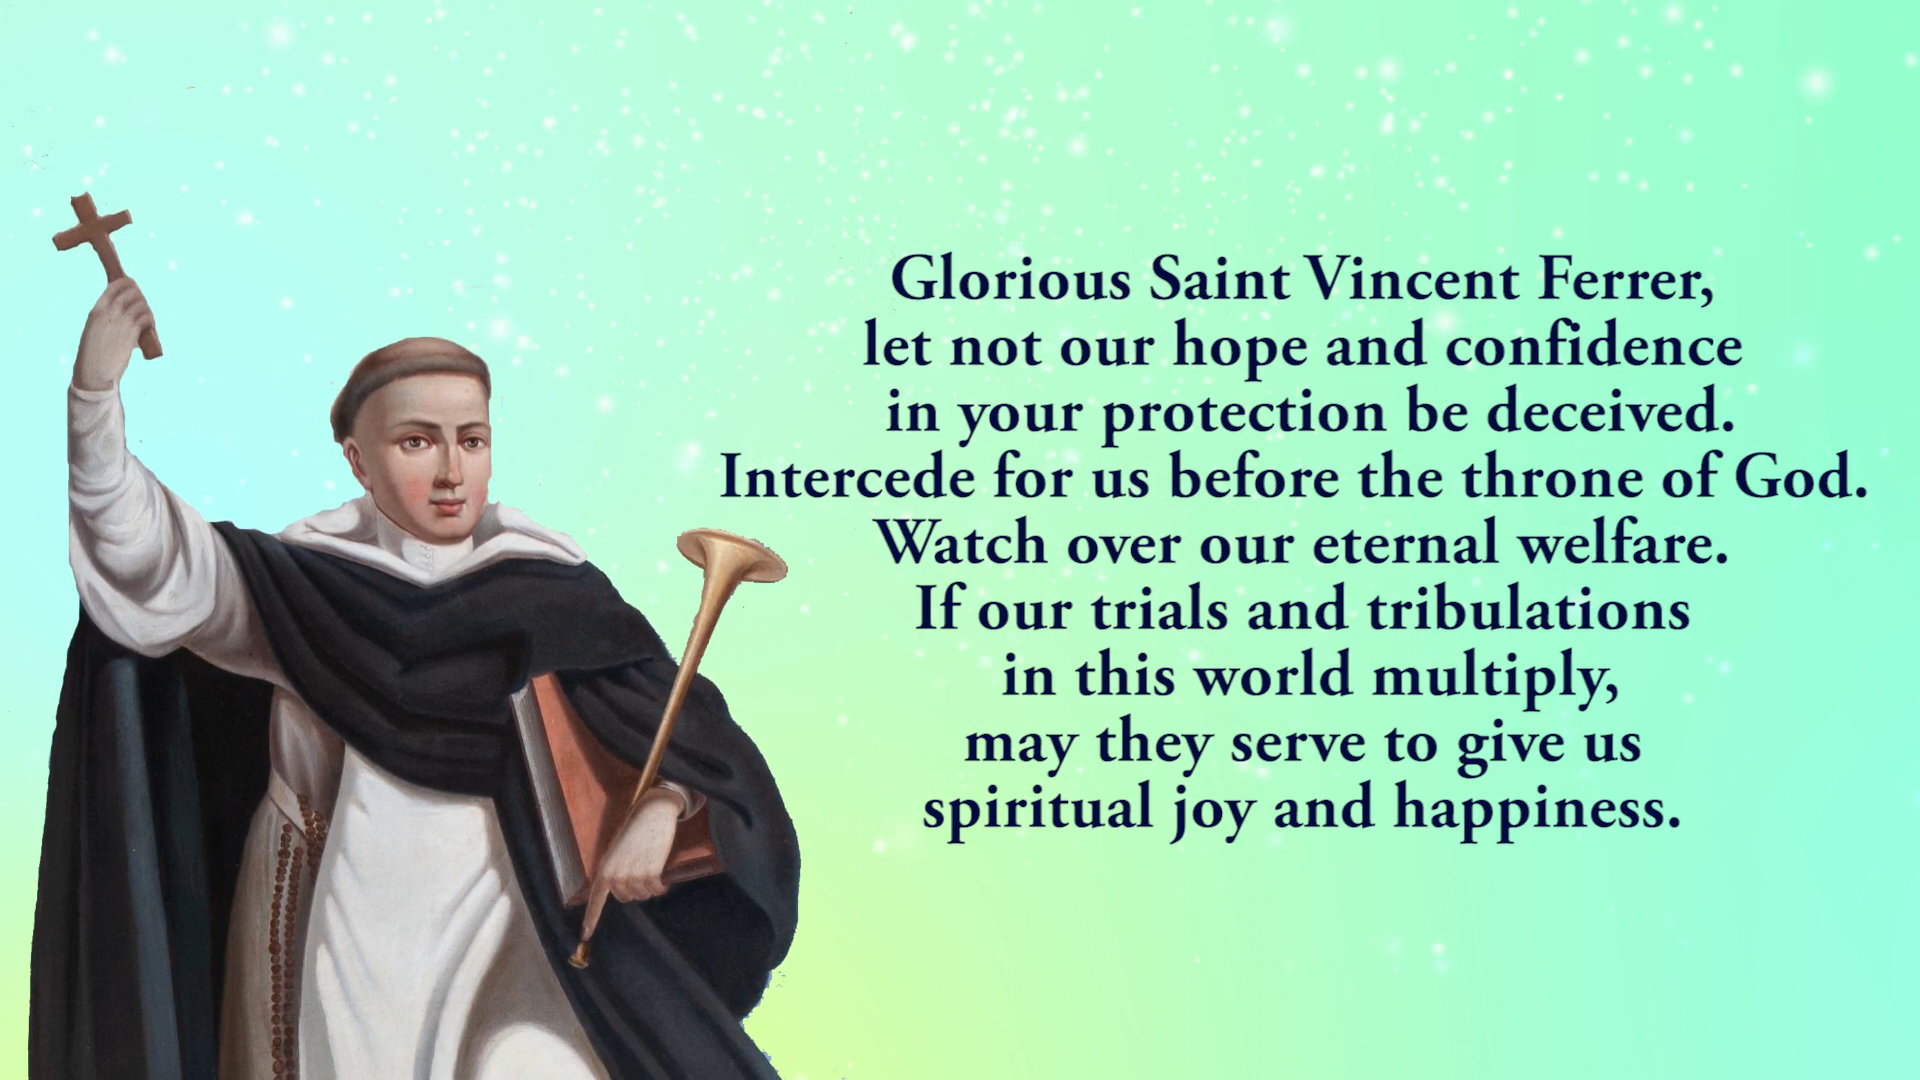 Glorious Saint Vincent Ferrer,
let not our hope and confidence
in your protection be deceived.
Intercede for us before the throne of God.
Watch over our eternal welfare.
If our trials and tribulations
in this world multiply,
may they serve to give us
spiritual joy and happiness.